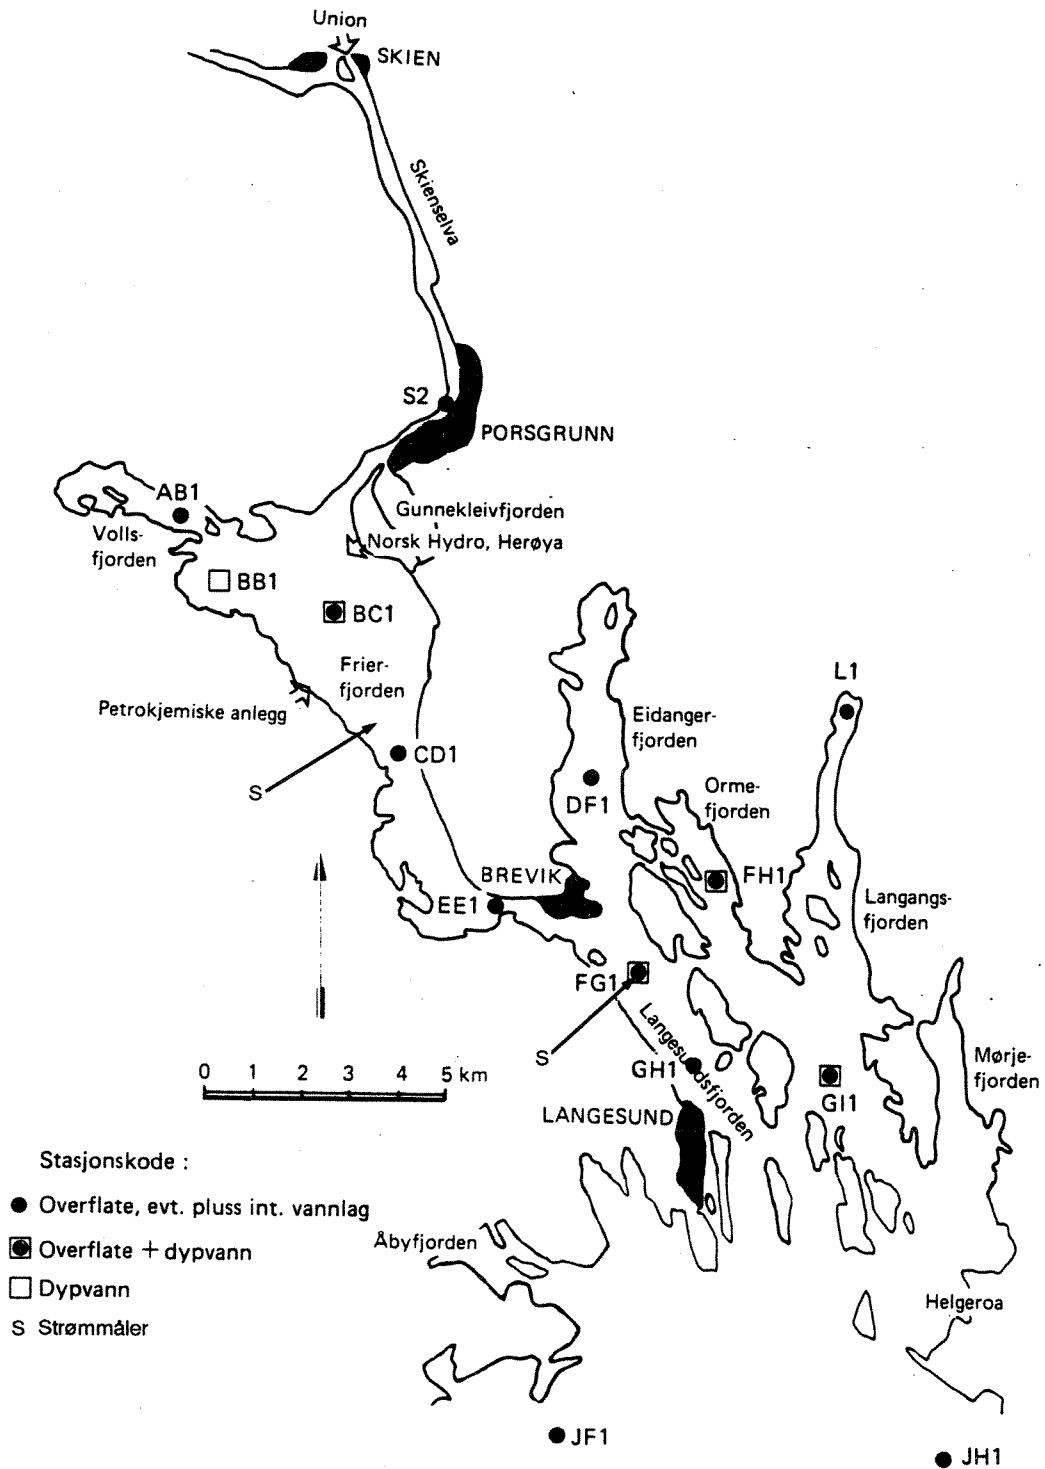 Union
SKIEN
Skienselva
S2
PORSGRUNN
AB1
Gunnekleivfjorden
Volls-
fjorden
Norsk Hydro, Herøya
BB1
BC1
Frier-
fjorden
L1
Petrokjemiske anlegg
Eidanger-
fjorden
CD1
S
DF1
Orme-
fjorden
BREVIK
FH1
EE1
Langangs-
fjorden
FG1
Langesundsfjorden
S
GH1
Mørje-
fjorden
0 1 2 3 4 5 km
GI1
LANGESUND
Stasjonskode :
Overflate, evt. pluss int. vannlag
Overflate + dypvann
Dypvann
S Strømmåler
Åbyfjorden
Helgeroa
JF1
JH1